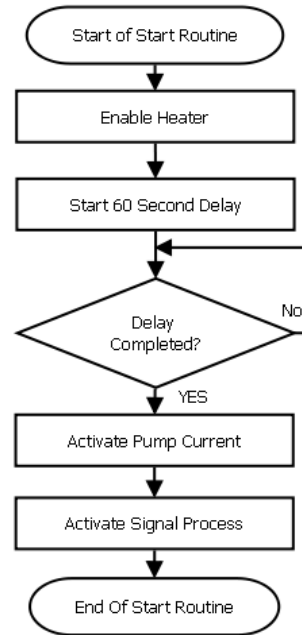 Start of Start Routine
Enable Heater
Start 60 Second Delay
Delay
Completed?
No
YES
Activate Pump Current
Activate Signal Process
End Of Start Routine